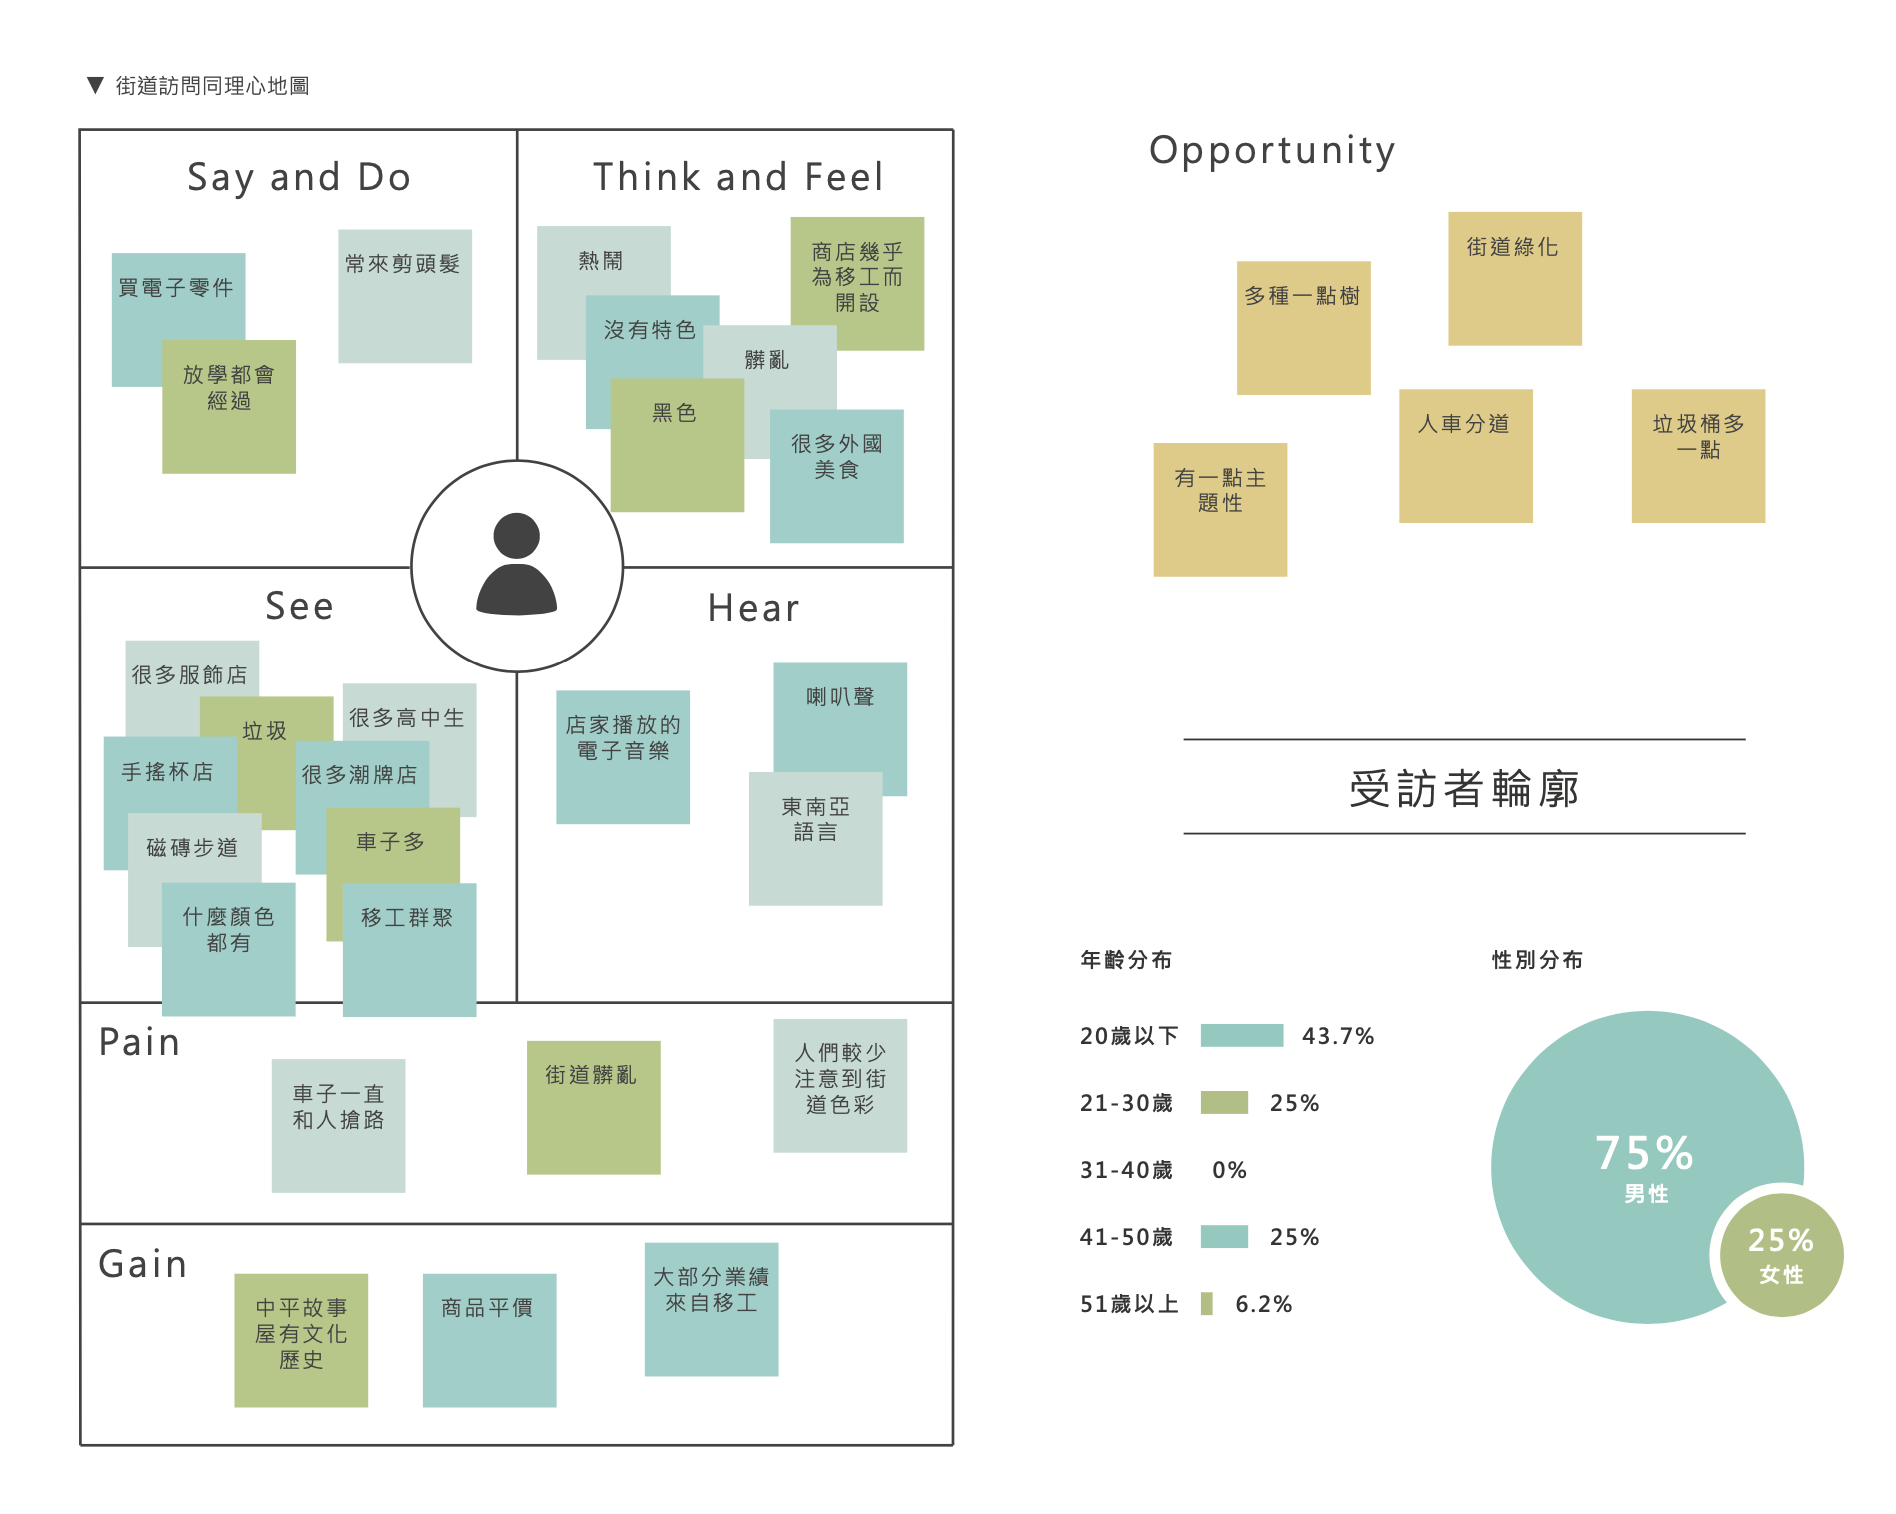 ▼ 街道訪問同理心地圖
Say and Do
買電子零件
放學都會
經過
常來剪頭髮
Think and Feel
熱鬧
商店幾乎
為移工而
開設
沒有特色
髒亂
黑色
很多外國
美食
See
很多服飾店
垃圾
很多高中生
手搖杯店
很多潮牌店
磁磚步道
車子多
什麼顏色
都有
移工群聚
Hear
店家播放的
電子音樂
喇叭聲
東南亞
語言
Pain
車子一直
和人搶路
街道髒亂
人們較少
注意到街
道色彩
Gain
中平故事
屋有文化
歷史
商品平價
大部分業績
來自移工
Opportunity
街道綠化
多種一點樹
人車分道
垃圾桶多
一點
有一點主
題性
受訪者輪廓
年齡分布
20歲以下 43.7%
21-30歲 25%
31-40歲 0%
41-50歲 25%
51歲以上 6.2%
性別分布
75%
男性
25%
女性